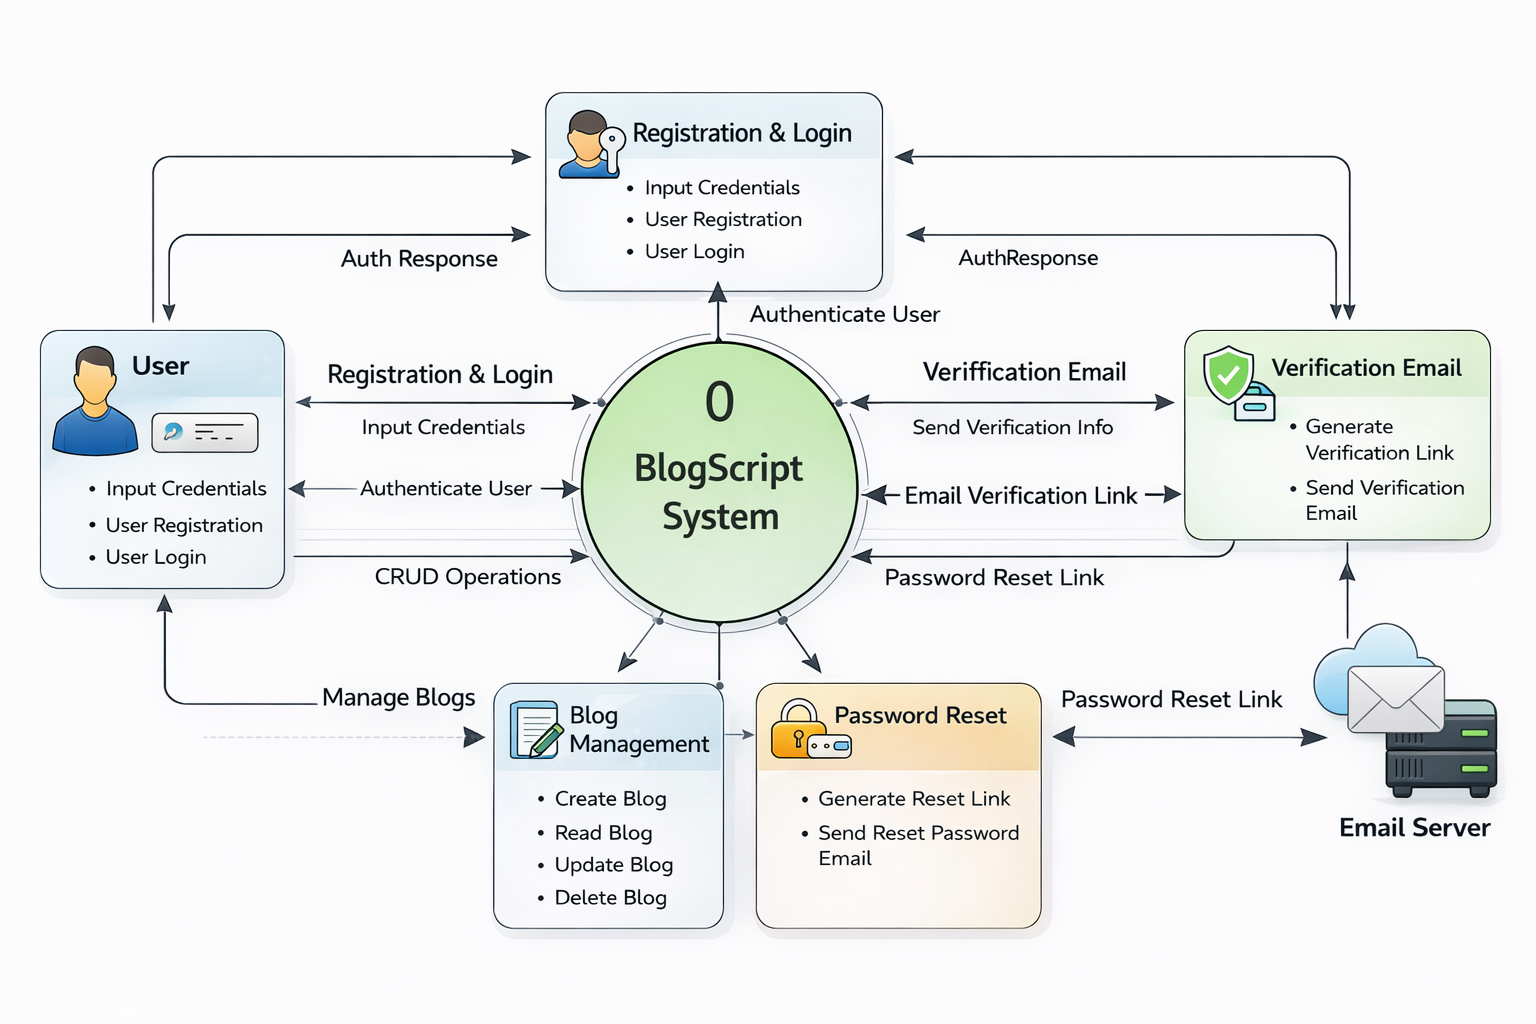 Registration & Login
• Input Credentials
• User Registration
• User Login
Auth Response
AuthResponse
Authenticate User
User
• Input Credentials
• User Registration
• User Login
Registration & Login
Input Credentials
Authenticate User
CRUD Operations
0
BlogScript
System
Veriffication Email
Send Verification Info
Email Verification Link
Password Reset Link
Verification Email
• Generate
Verification Link
• Send Verification
Email
Manage Blogs
Blog
Management
• Create Blog
• Read Blog
• Update Blog
• Delete Blog
Password Reset
• Generate Reset Link
• Send Reset Password
Email
Password Reset Link
Email Server